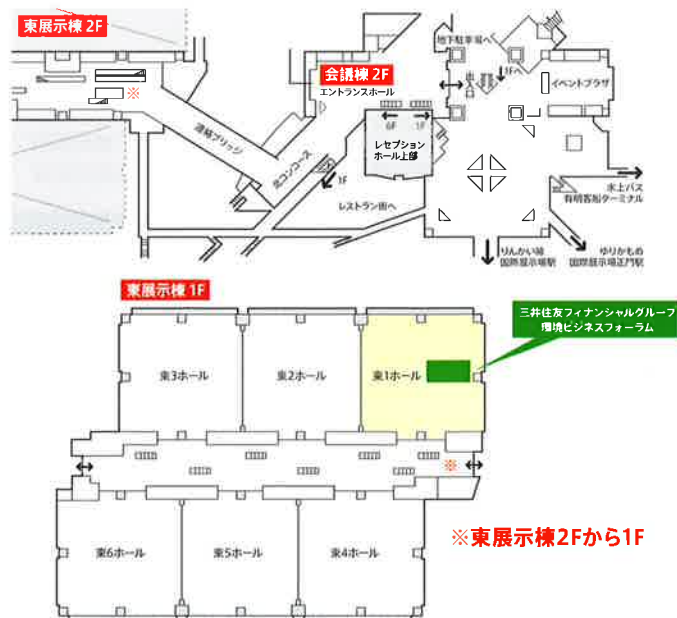 東展示棟 2F
※
連絡ブリッジ
北コンコース
会議棟 2F
エントランスホール
6F
1F
レセプション
ホール上部
1F
レストラン街へ
地下駐車場へ
1Fへ
イベントプラザ
水上バス
有明客船ターミナル
りんかい線
国際展示場駅
ゆりかもめ
国際展示場正門駅
東展示棟 1F
三井住友フィナンシャルグループ
環境ビジネスフォーラム
東3ホール
東2ホール
東1ホール
※
東6ホール
東5ホール
東4ホール
※東展示棟2Fから1F